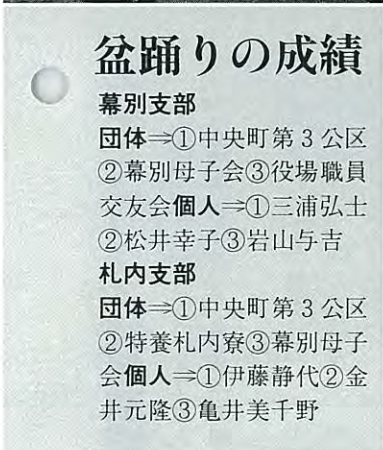 盆踊りの成績
幕別支部
団体⇒①中央町第3公区
②幕別母子会③役場職員
交友会個人⇒①三浦弘士
②松井幸子③岩山与吉
札内支部
団体⇒①中央町第3公区
②特養札内寮③幕別母子
会個人⇒①伊藤静代②金
井元隆③亀井美千野